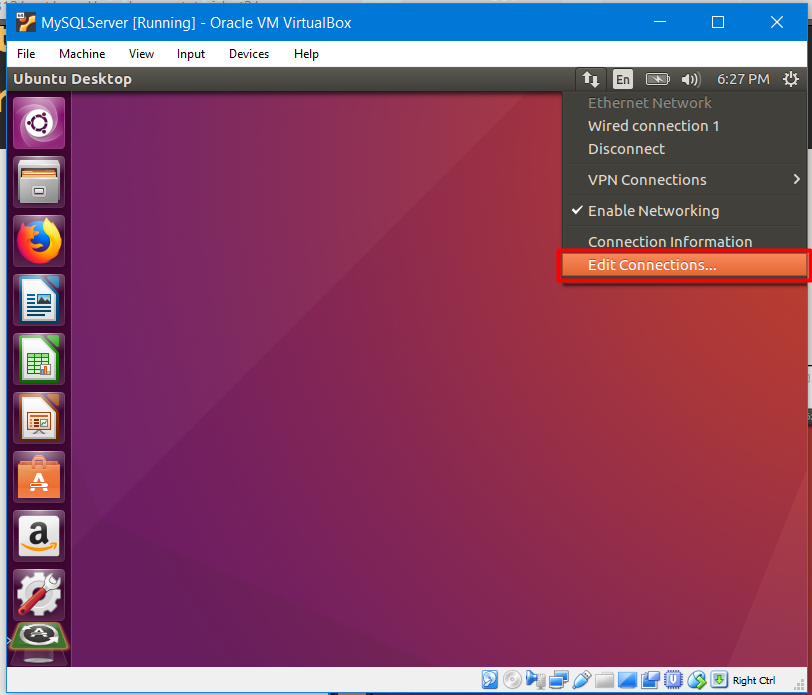 MySQLServer [Running] - Oracle VM VirtualBox
File Machine View Input Devices Help
Ubuntu Desktop En 6:27 PM
Ethernet Network
Wired connection 1
Disconnect
VPN Connections
Enable Networking
Connection Information
Edit Connections...
Right Ctrl